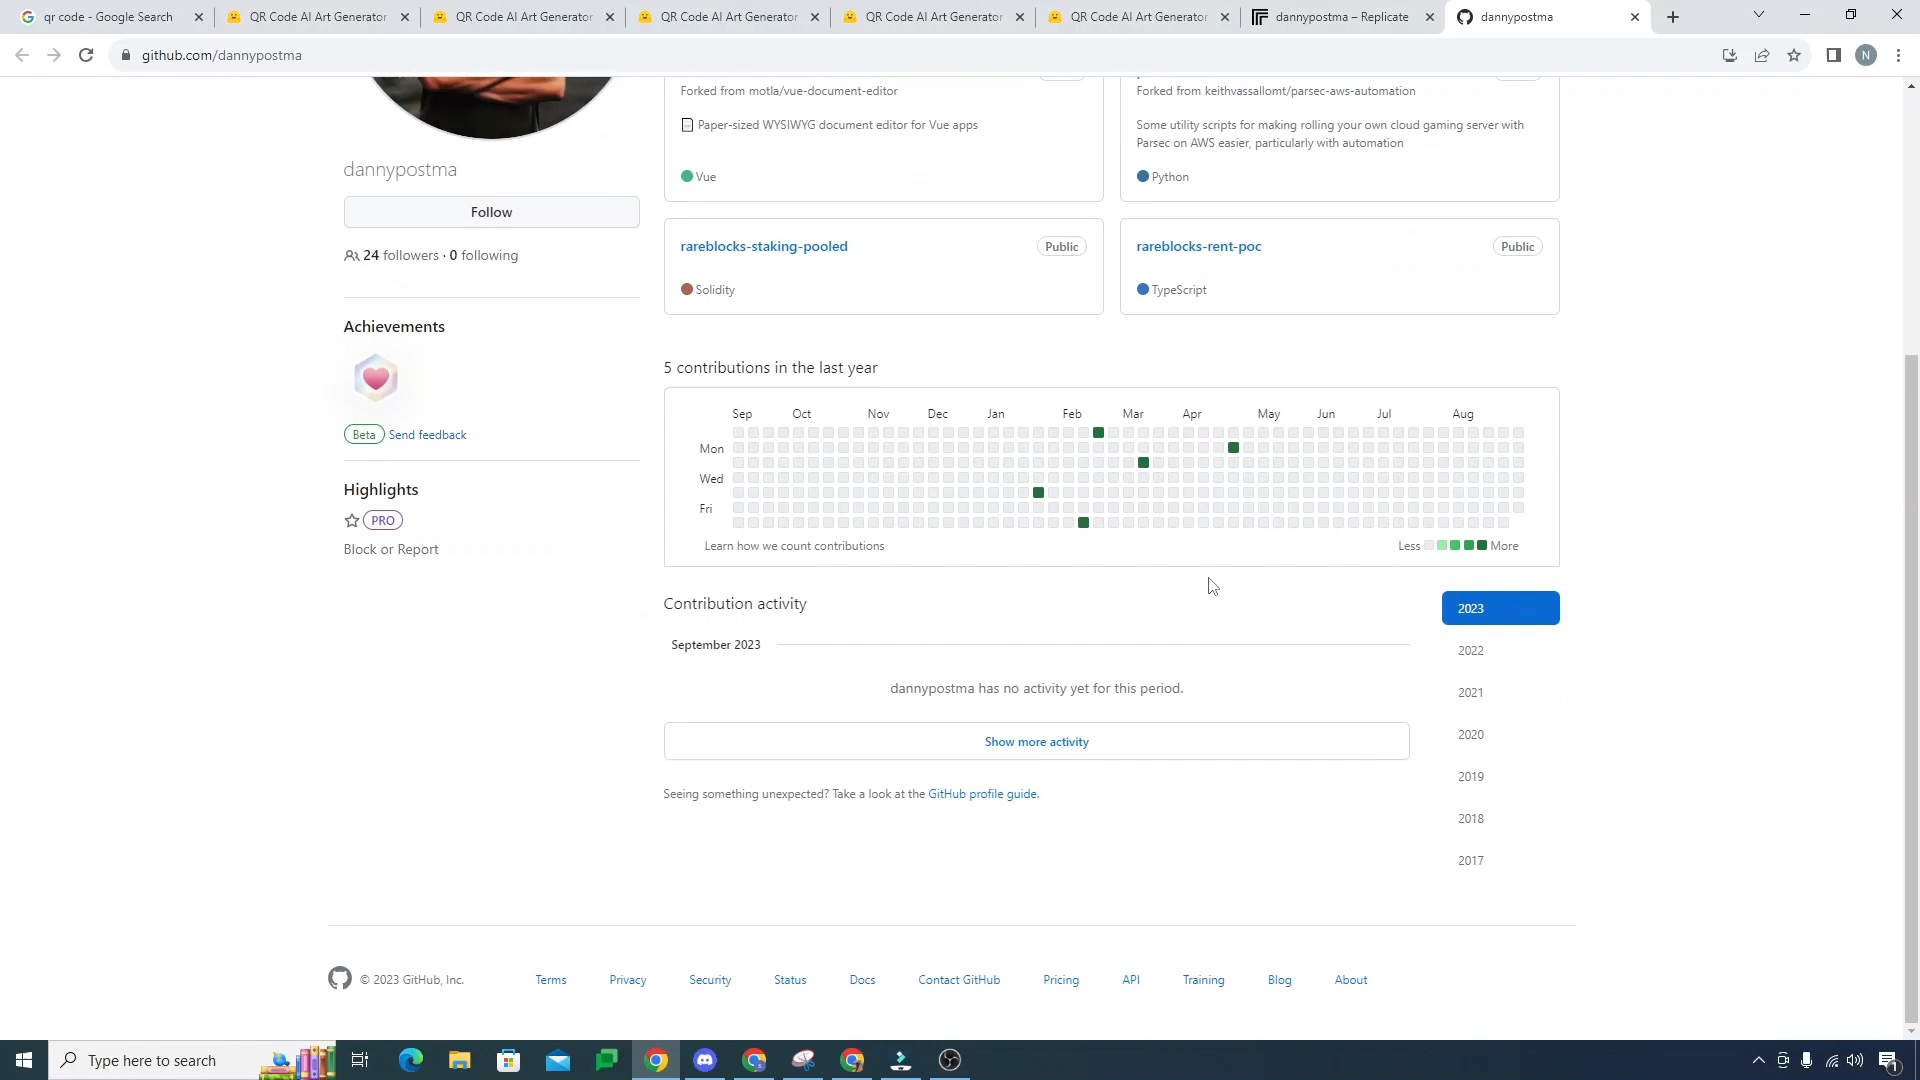 qr code - Google Search
QR Code AI Art Generator
QR Code AI Art Generator
QR Code AI Art Generator
QR Code AI Art Generator
QR Code AI Art Generator
dannypostma – Replicate
dannypostma
github.com/dannypostma
N
Forked from motla/vue-document-editor
Paper-sized WYSIWYG document editor for Vue apps
Vue
Forked from keithvassallomt/parsec-aws-automation
Some utility scripts for making rolling your own cloud gaming server with
Parsec on AWS easier, particularly with automation
Python
dannypostma
Follow
24 followers · 0 following
rareblocks-staking-pooled
Public
Solidity
rareblocks-rent-poc
Public
TypeScript
Achievements
Beta Send feedback
Highlights
PRO
Block or Report
5 contributions in the last year
Sep Oct Nov Dec Jan Feb Mar Apr May Jun Jul Aug
Mon
Wed
Fri
Learn how we count contributions
Less More
Contribution activity
2023
September 2023
2022
dannypostma has no activity yet for this period.
2021
Show more activity
2020
2019
Seeing something unexpected? Take a look at the GitHub profile guide.
2018
2017
© 2023 GitHub, Inc.
Terms Privacy Security Status Docs Contact GitHub Pricing API Training Blog About
Type here to search
1